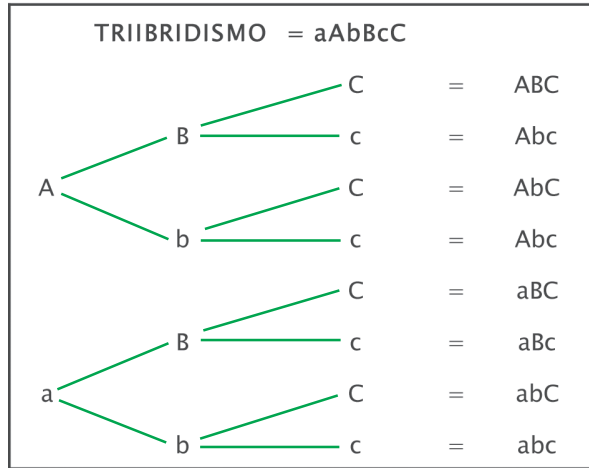 TRIIBRIDISMO = aAbBcC
C = ABC
B
c = Abc
A
C = AbC
b
c = Abc
C = aBC
B
c = aBc
a
C = abC
b
c = abc